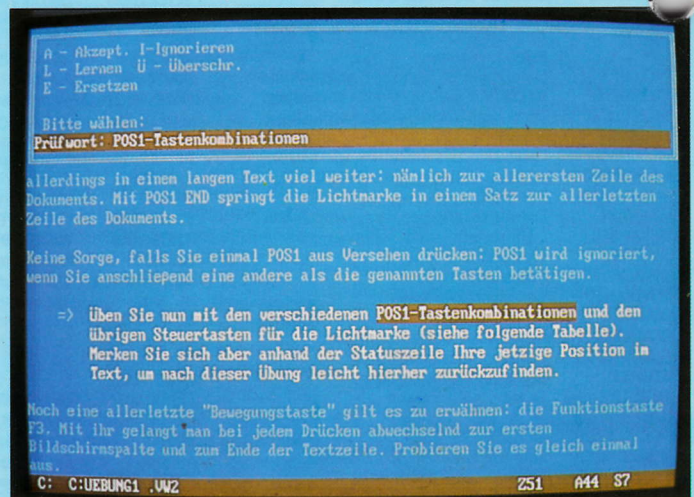 A - Akzept. I-Ignorieren
L - Lernen Ü - Überschr.
E - Ersetzen
Bitte wählen: _
Prüfwort: POS1-Tastenkombinationen
allerdings in einem langen Text viel weiter: nämlich zur allerersten Zeile des
Dokuments. Mit POS1 END springt die Lichtmarke in einem Satz zur allerletzten
Zeile des Dokuments.
Keine Sorge, falls Sie einmal POS1 aus Versehen drücken: POS1 wird ignoriert,
wenn Sie anschließend eine andere als die genannten Tasten betätigen.
=> Üben Sie nun mit den verschiedenen POS1-Tastenkombinationen und den
übrigen Steuertasten für die Lichtmarke (siehe folgende Tabelle).
Merken Sie sich aber anhand der Statuszeile Ihre jetzige Position im
Text, um nach dieser Übung leicht hierher zurückzufinden.
Noch eine allerletzte "Bewegungstaste" gilt es zu erwähnen: die Funktionstaste
F3. Mit ihr gelangt man bei jedem Drücken abwechselnd zur ersten
Bildschirmspalte und zum Ende der Textzeile. Probieren Sie es gleich einmal
aus.
C: C:UEBUNG1 .VW2 Z51 A44 S7